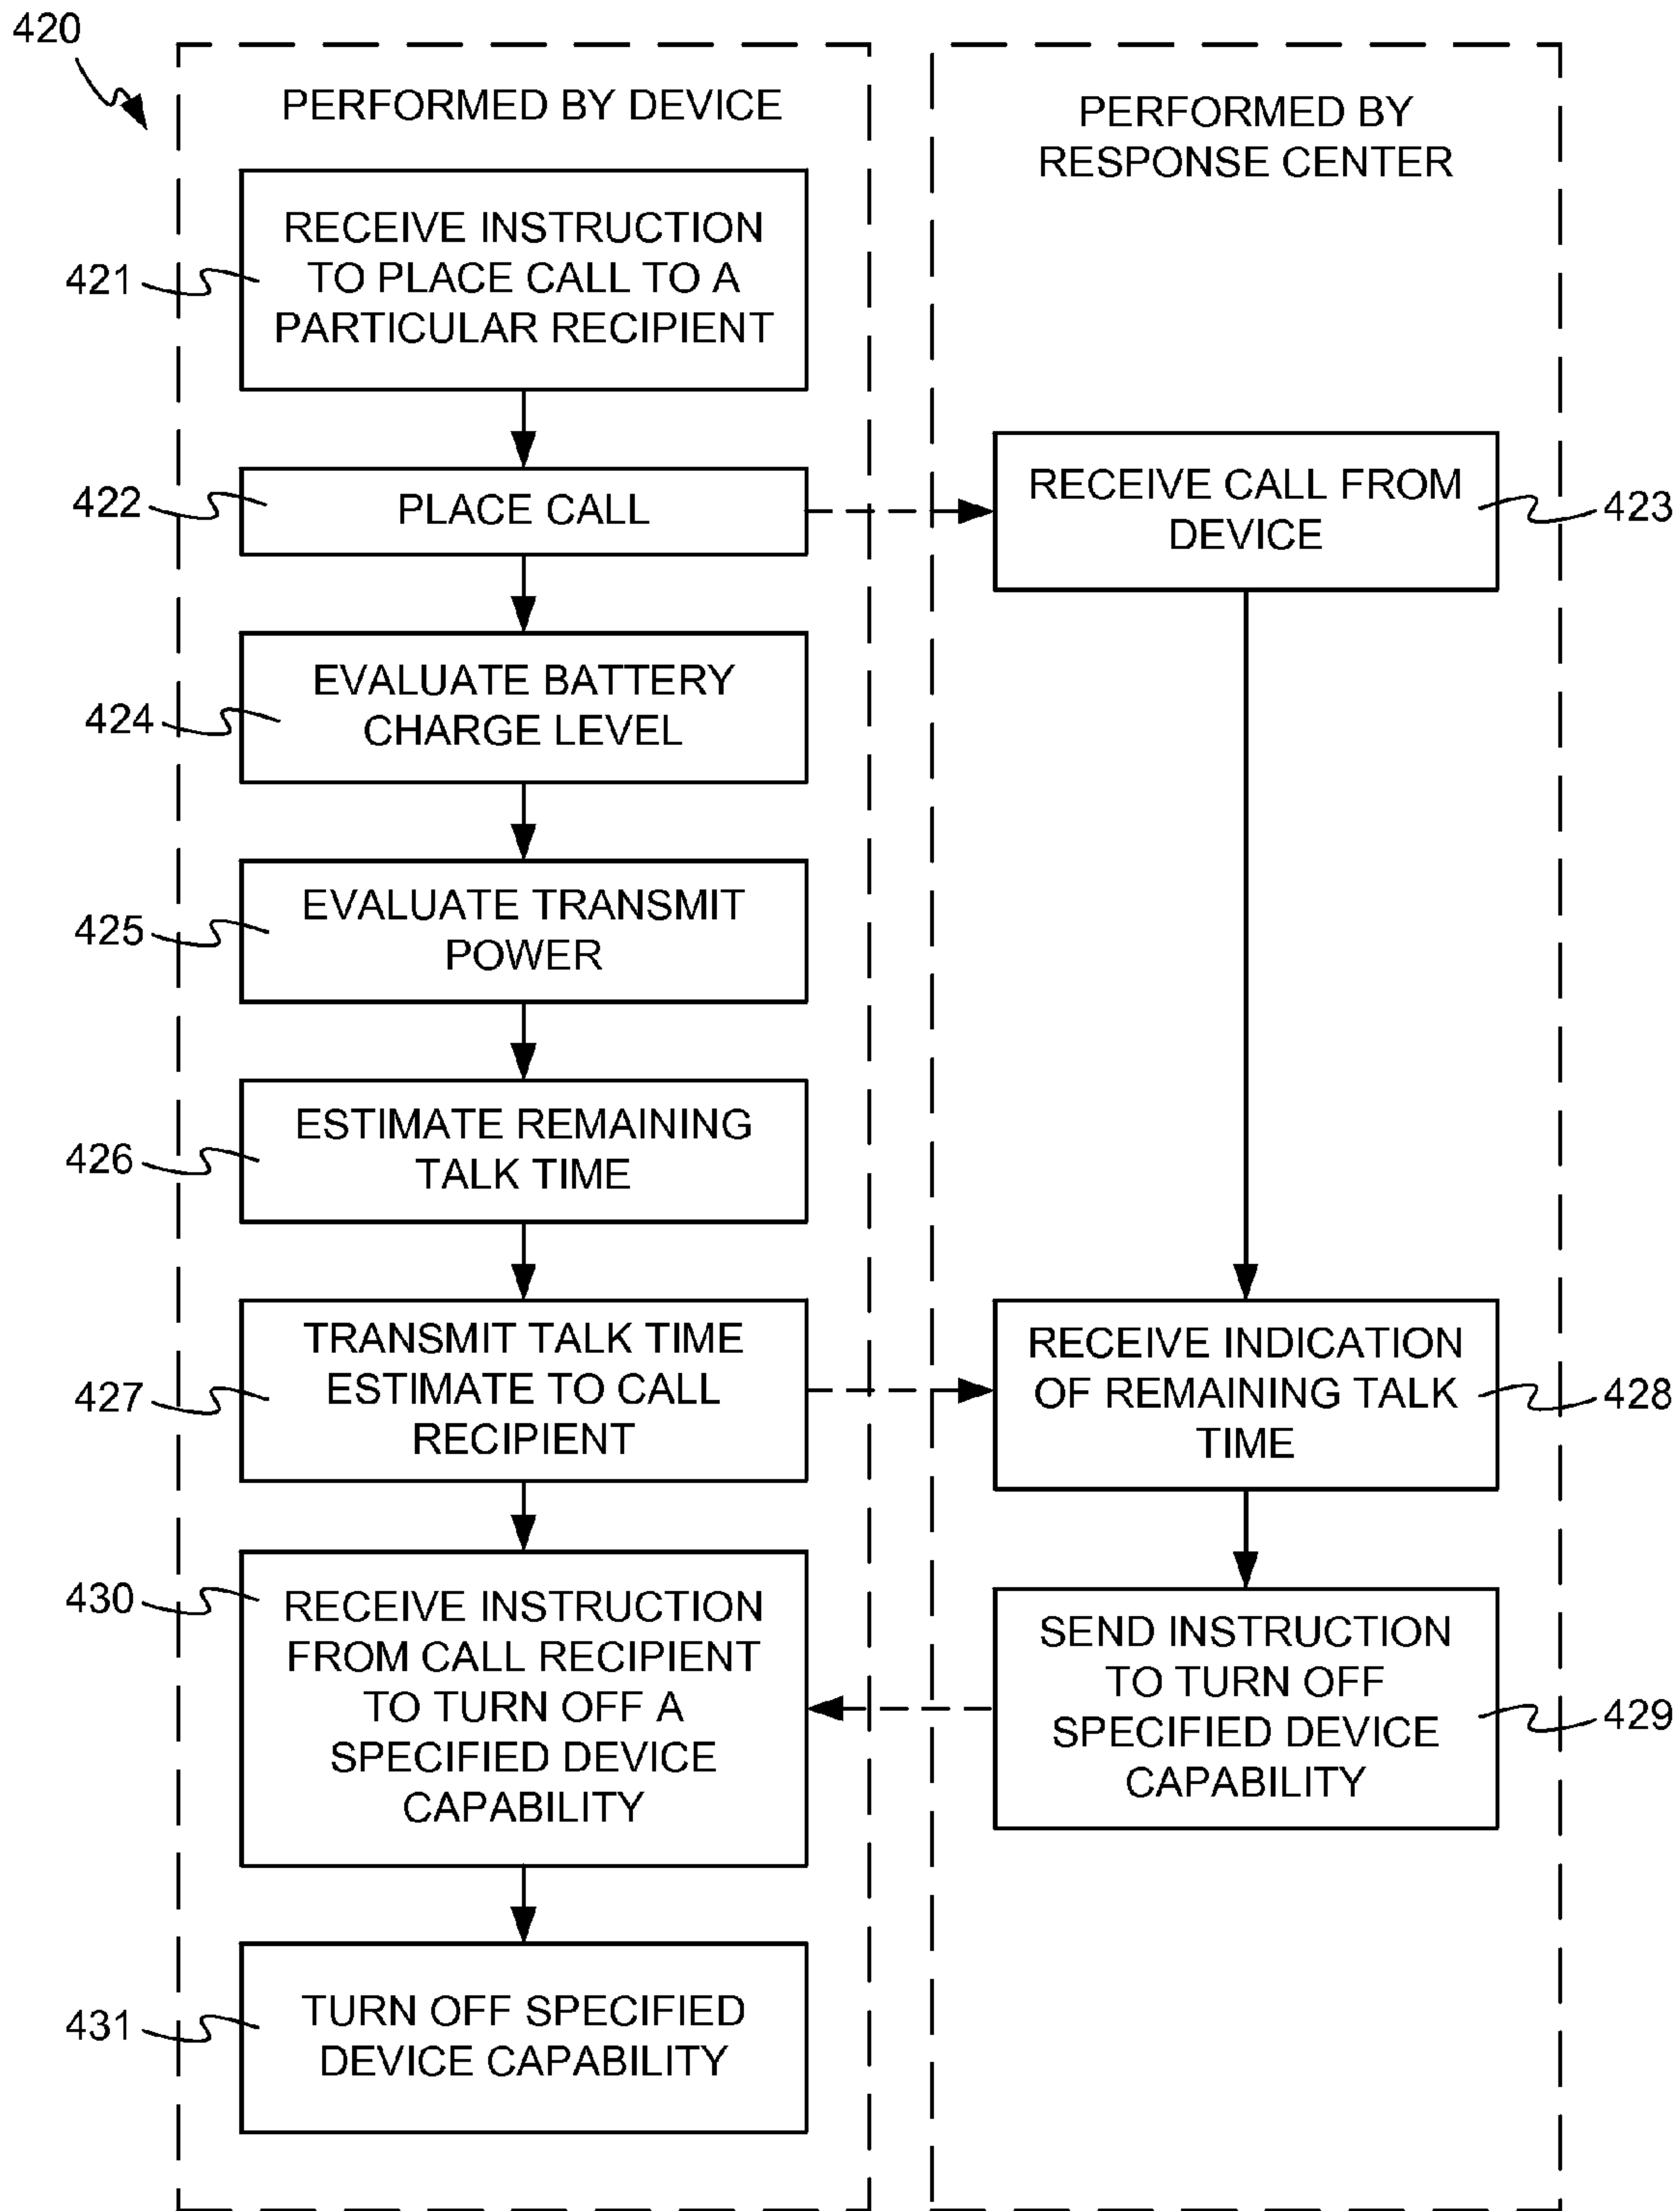 420
PERFORMED BY DEVICE
PERFORMED BY
RESPONSE CENTER
421
RECEIVE INSTRUCTION
TO PLACE CALL TO A
PARTICULAR RECIPIENT
422
PLACE CALL
RECEIVE CALL FROM
DEVICE
423
424
EVALUATE BATTERY
CHARGE LEVEL
425
EVALUATE TRANSMIT
POWER
426
ESTIMATE REMAINING
TALK TIME
427
TRANSMIT TALK TIME
ESTIMATE TO CALL
RECIPIENT
RECEIVE INDICATION
OF REMAINING TALK
TIME
428
430
RECEIVE INSTRUCTION
FROM CALL RECIPIENT
TO TURN OFF A
SPECIFIED DEVICE
CAPABILITY
SEND INSTRUCTION
TO TURN OFF
SPECIFIED DEVICE
CAPABILITY
429
431
TURN OFF SPECIFIED
DEVICE CAPABILITY